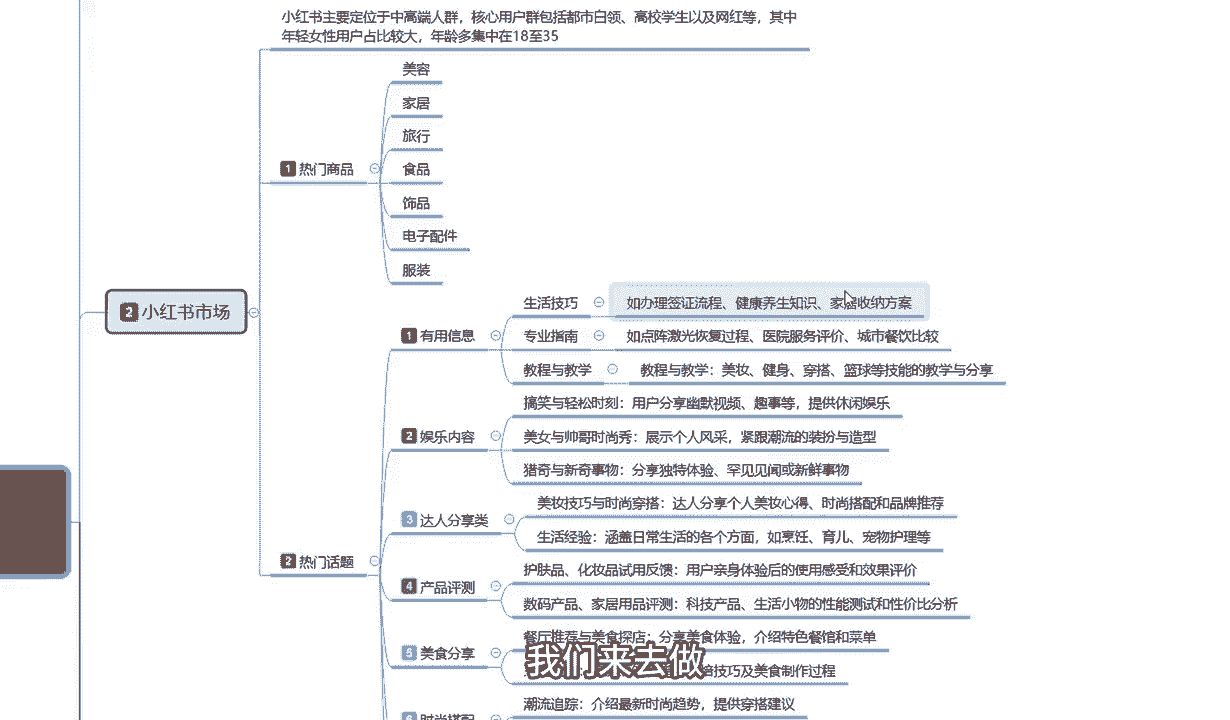 小红书主要定位于中高端人群，核心用户群包括都市白领、高校学生以及网红等，其中
年轻女性用户占比较大，年龄多集中在18至35
美容
家居
旅行
1 热门商品
食品
饰品
电子配件
服装
2 小红书市场
生活技巧
如办理签证流程、健康养生知识、家居收纳方案
1 有用信息
专业指南
如点阵激光恢复过程、医院服务评价、城市餐饮比较
教程与教学
教程与教学：美妆、健身、穿搭、篮球等技能的教学与分享
搞笑与轻松时刻：用户分享幽默视频、趣事等，提供休闲娱乐
2 娱乐内容
美女与帅哥时尚秀：展示个人风采，紧跟潮流的装扮与造型
猎奇与新奇事物：分享独特体验、罕见见闻或新鲜事物
3 达人分享类
美妆技巧与时尚穿搭：达人分享个人美妆心得、时尚搭配和品牌推荐
生活经验：涵盖日常生活的各个方面，如烹饪、育儿、宠物护理等
2 热门话题
护肤品、化妆品试用反馈：用户亲身体验后的使用感受和效果评价
4 产品评测
数码产品、家居用品评测：科技产品、生活小物的性能测试和性价比分析
餐厅推荐与美食探店：分享美食体验，介绍特色餐馆和菜单
5 美食分享
技巧及美食制作过程
我们来去做
潮流追踪：介绍最新时尚趋势，提供穿搭建议
6 时尚搭配